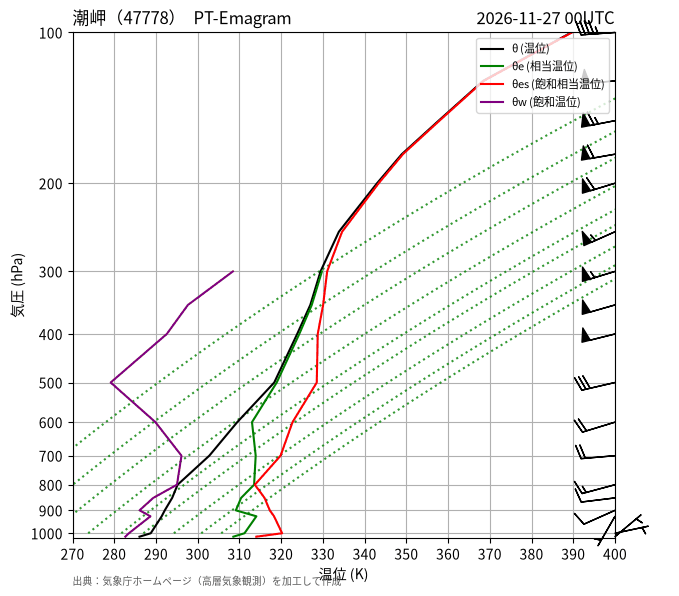 潮岬（47778） PT-Emagram
2026-11-27 00UTC
θ (温位)
θe (相当温位)
θes (飽和相当温位)
θw (飽和温位)
気圧 (hPa)
100
200
300
400
500
600
700
800
900
1000
270 280 290 300 310 320 330 340 350 360 370 380 390 400
温位 (K)
出典：気象庁ホームページ（高層気象観測）を加工して作成